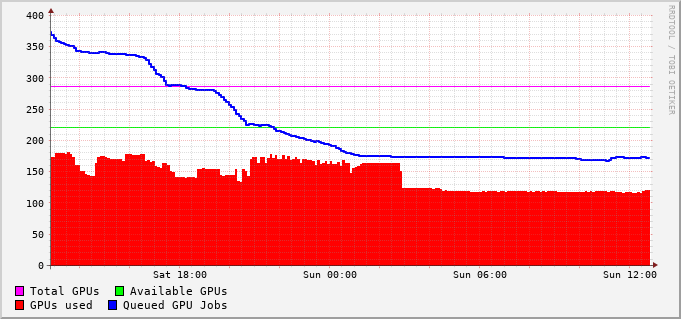 400
350
300
250
200
150
100
50
0
Sat 18:00 Sun 00:00 Sun 06:00 Sun 12:00
RRDTOOL / TOBI OETIKER
Total GPUs Available GPUs
GPUs used Queued GPU Jobs